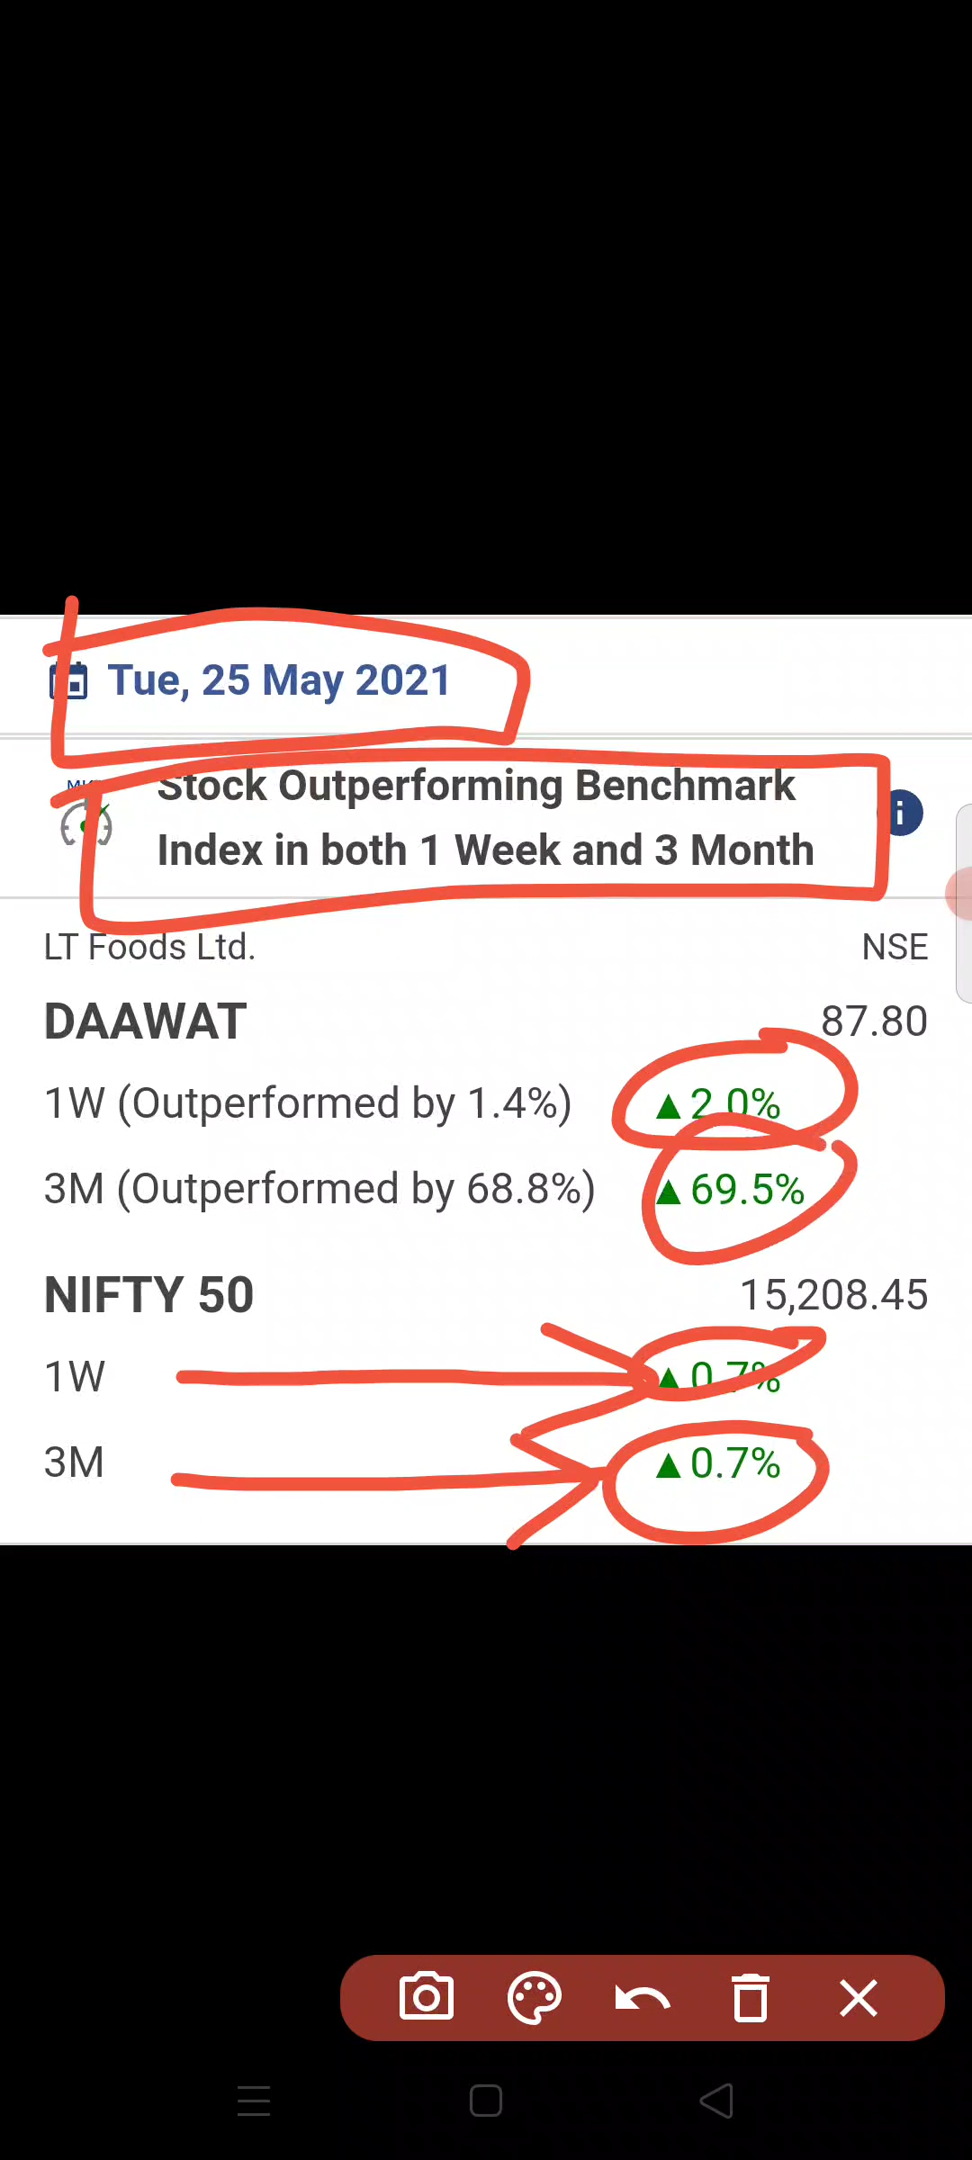 Tue, 25 May 2021
Stock Outperforming Benchmark
Index in both 1 Week and 3 Month
LT Foods Ltd. NSE
DAAWAT 87.80
1W (Outperformed by 1.4%) ▲2.0%
3M (Outperformed by 68.8%) ▲69.5%
NIFTY 50 15,208.45
1W ▲0.7%
3M ▲0.7%